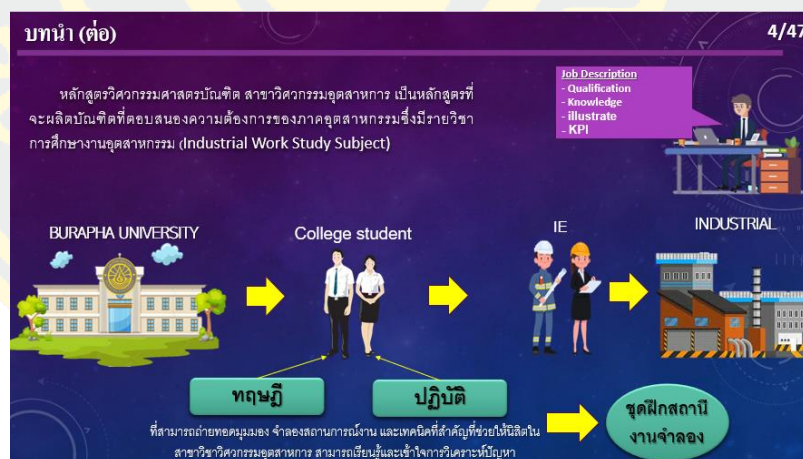 บทนำ (ต่อ)
4/47
หลักสูตรวิศวกรรมศาสตรบัณฑิต สาขาวิศวกรรมอุตสาหการ เป็นหลักสูตรที่
จะผลิตบัณฑิตที่ตอบสนองความต้องการของภาคอุตสาหกรรมซึ่งมีรายวิชา
การศึกษางานอุตสาหกรรม (Industrial Work Study Subject)
Job Description
- Qualification
- Knowledge
- illustrate
- KPI
BURAPHA UNIVERSITY
College student
IE
INDUSTRIAL
ทฤษฎี
ปฏิบัติ
ที่สามารถถ่ายทอดมุมมอง จำลองสถานการณ์งาน และเทคนิคที่สำคัญที่ช่วยให้นิสิตใน
สาขาวิชาวิศวกรรมอุตสาหการ สามารถเรียนรู้และเข้าใจการวิเคราะห์ปัญหา
ชุดฝึกสถานี
งานจำลอง